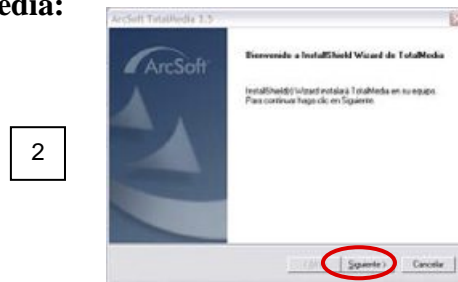 edia:
ArcSoft TotalMedia 3.5
ArcSoft
Bienvenido a InstallShield Wizard de TotalMedia
InstallShield(r) Wizard instalará TotalMedia en su equipo.
Para continuar haga clic en Siguiente.
2
Siguiente >
Cancelar